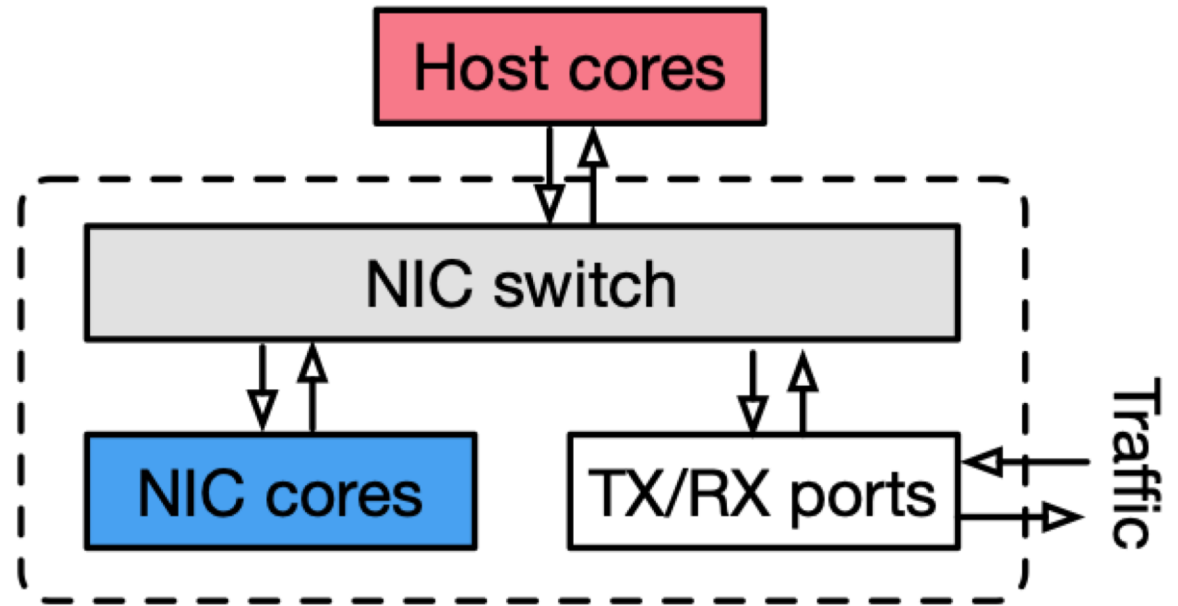 Host cores
NIC switch
NIC cores
TX/RX ports
Traffic